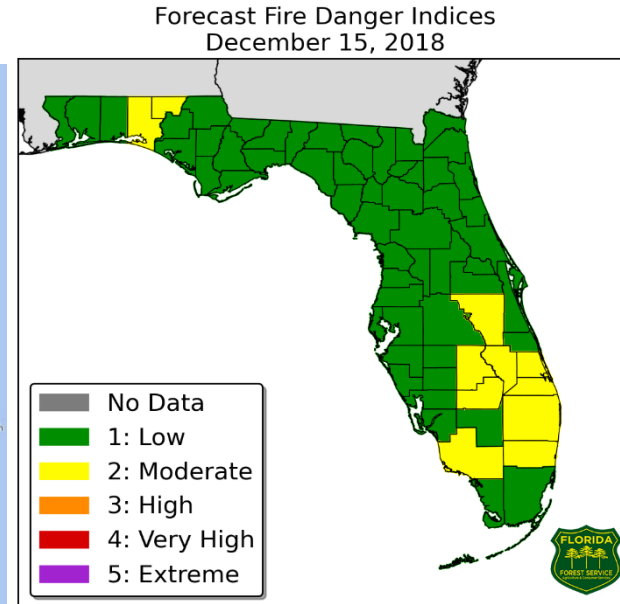 Forecast Fire Danger Indices
December 15, 2018
No Data
1: Low
2: Moderate
3: High
4: Very High
5: Extreme
FLORIDA
FOREST SERVICE